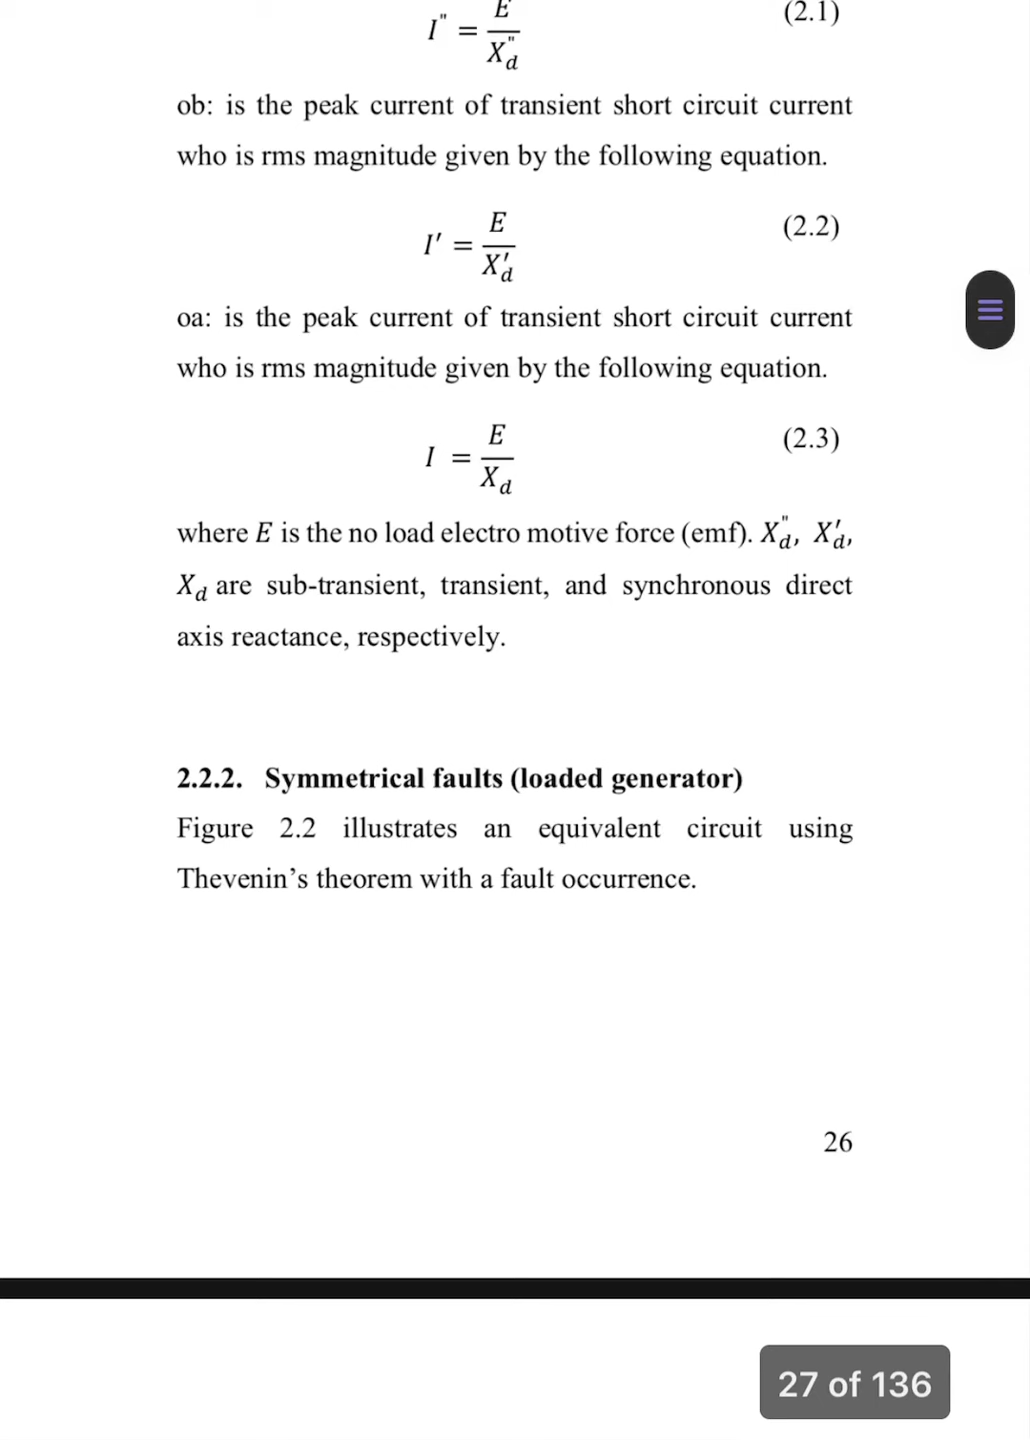 I" = E / X"d (2.1)
ob: is the peak current of transient short circuit current
who is rms magnitude given by the following equation.
I′ = E / X′d (2.2)
oa: is the peak current of transient short circuit current
who is rms magnitude given by the following equation.
I = E / Xd (2.3)
where E is the no load electro motive force (emf). X"d, X′d,
Xd are sub-transient, transient, and synchronous direct
axis reactance, respectively.
2.2.2. Symmetrical faults (loaded generator)
Figure 2.2 illustrates an equivalent circuit using
Thevenin’s theorem with a fault occurrence.
26
27 of 136